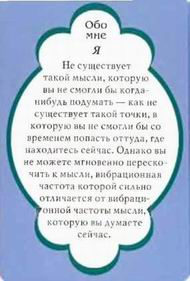 Обо
мне
Я
Не существует
такой мысли, которую
вы не смогли бы когда-
нибудь подумать — как не
существует такой точки, в
которую вы не смогли бы со
временем попасть оттуда, где
находитесь сейчас. Однако вы
не можете мгновенно переско-
чить к мысли, вибрационная
частота которой сильно
отличается от вибраци-
онной частоты мысли,
которую вы думаете
сейчас.